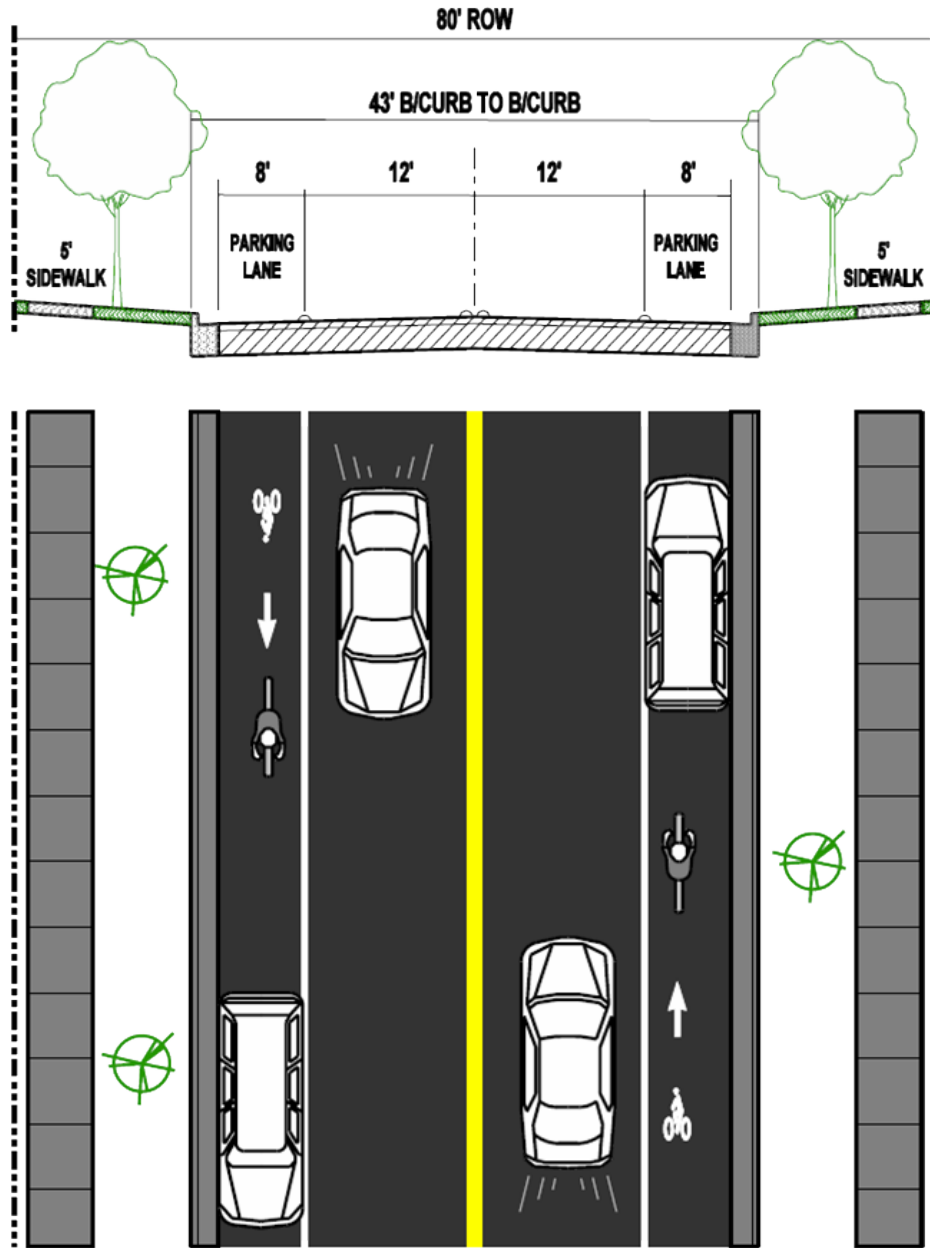 80' ROW
43' B/CURB TO B/CURB
8' 12' 12' 8'
PARKING
LANE
PARKING
LANE
5'
SIDEWALK
5'
SIDEWALK